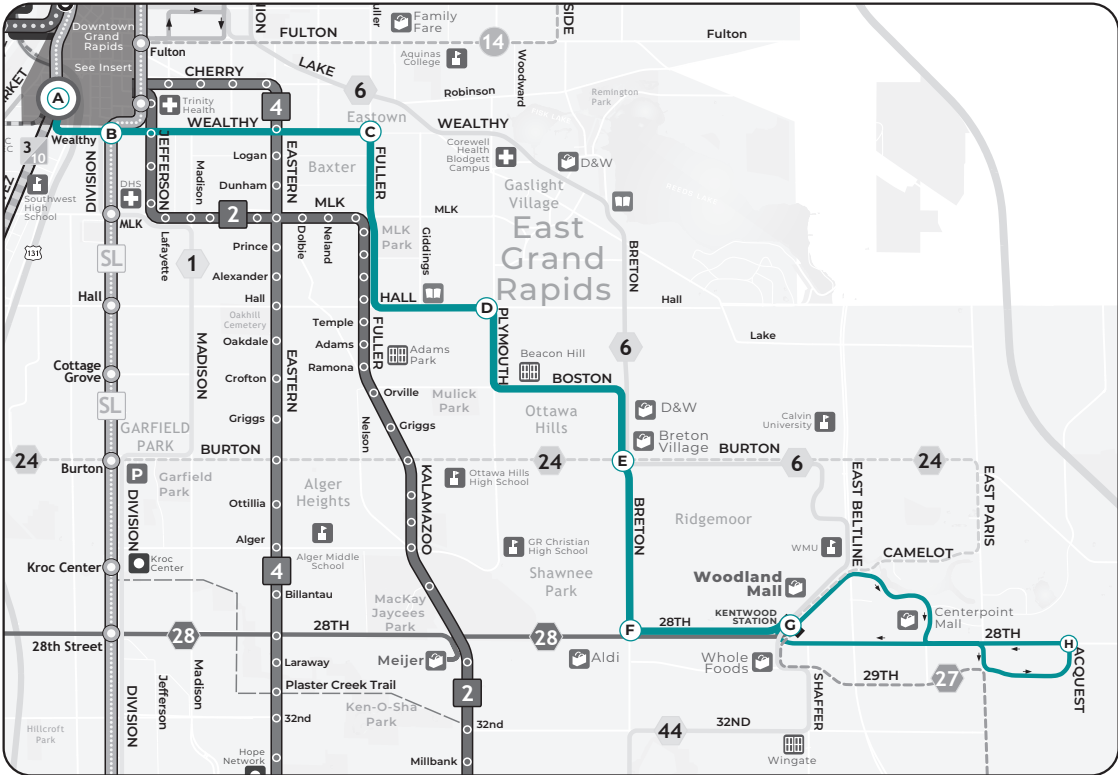 Downtown
Grand
Rapids
See Insert
ION
uller
Family
Fare
SIDE
FULTON
14
Fulton
Fulton
Aquinas
College
Woodward
LAKE
CHERRY
RKET
A
6
Robinson
Remington
Park
Trinity
Health
4
Eastown
WEALTHY
WEALTHY
Wealthy
B
C
3
10
JEFFERSON
Madison
Logan
EASTERN
Baxter
FULLER
Corewell
Health
Blodgett
Campus
D&W
DIVISION
DHS
Dunham
Gaslight
Village
Southwest
High
School
MLK
2
MLK
MLK
East
Grand
Rapids
131
Lafayette
Prince
Dolbie
Neland
MLK
Park
Giddings
BRETON
SL
1
Alexander
Hall
Hall
HALL
D
Hall
Oakhill
Cemetery
Temple
FULLER
PLYMOUTH
Lake
MADISON
Oakdale
Adams
Adams
Park
Beacon Hill
6
Cottage
Grove
EASTERN
Ramona
Crofton
BOSTON
SL
Orville
Mulick
Park
Ottawa
Hills
D&W
Griggs
Nelson
Griggs
Calvin
University
GARFIELD
PARK
Breton
Village
24
BURTON
24
E
BURTON
6
24
Burton
P
Garfield
Park
KALAMAZOO
Ottawa Hills
High School
EAST BELTLINE
EAST PARIS
DIVISION
Ottillia
Alger
Heights
BRETON
Ridgemoor
Alger
Alger Middle
School
GR Christian
High School
WMU
CAMELOT
Kroc Center
Kroc
Center
4
Shawnee
Park
Woodland
Mall
Billantau
MacKay
Jaycees
Park
KENTWOOD
STATION
Centerpoint
Mall
28
28TH
28
F
28TH
G
28TH
H
28th Street
Madison
Laraway
Meijer
Aldi
Whole
Foods
ACQUEST
Jefferson
Plaster Creek Trail
2
SHAFFER
29TH
27
DIVISION
Ken-O-Sha
Park
32nd
32nd
44
32ND
Hillcroft
Park
Hope
Network
Millbank
Wingate